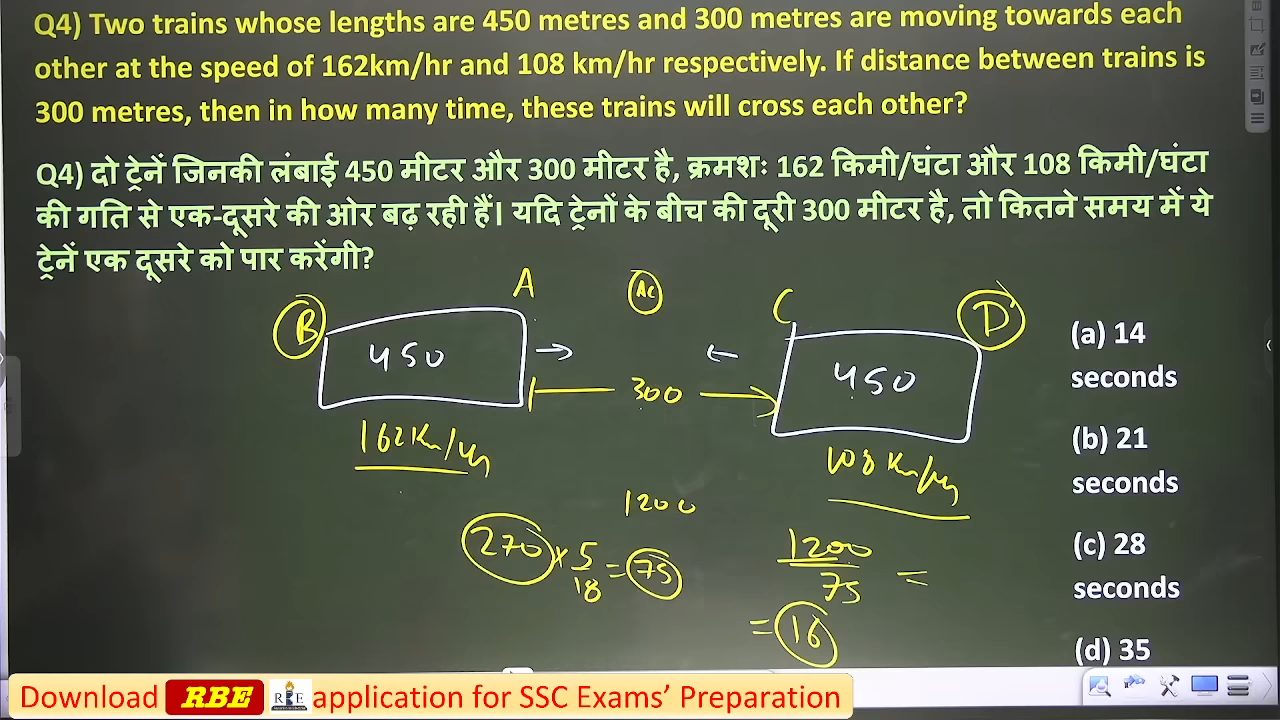 Q4) Two trains whose lengths are 450 metres and 300 metres are moving towards each
other at the speed of 162km/hr and 108 km/hr respectively. If distance between trains is
300 metres, then in how many time, these trains will cross each other?
Q4) दो ट्रेनें जिनकी लंबाई 450 मीटर और 300 मीटर है, क्रमशः 162 किमी/घंटा और 108 किमी/घंटा
की गति से एक-दूसरे की ओर बढ़ रही हैं। यदि ट्रेनों के बीच की दूरी 300 मीटर है, तो कितने समय में ये
ट्रेनें एक दूसरे को पार करेंगी?
B A AC C D
450 → ← 450
300
162 Km/hr 108 Km/hr
1200
270 × 5/18 = 75
1200/75 =
= 16
(a) 14
seconds
(b) 21
seconds
(c) 28
seconds
(d) 35
Download RBE RBE application for SSC Exams' Preparation